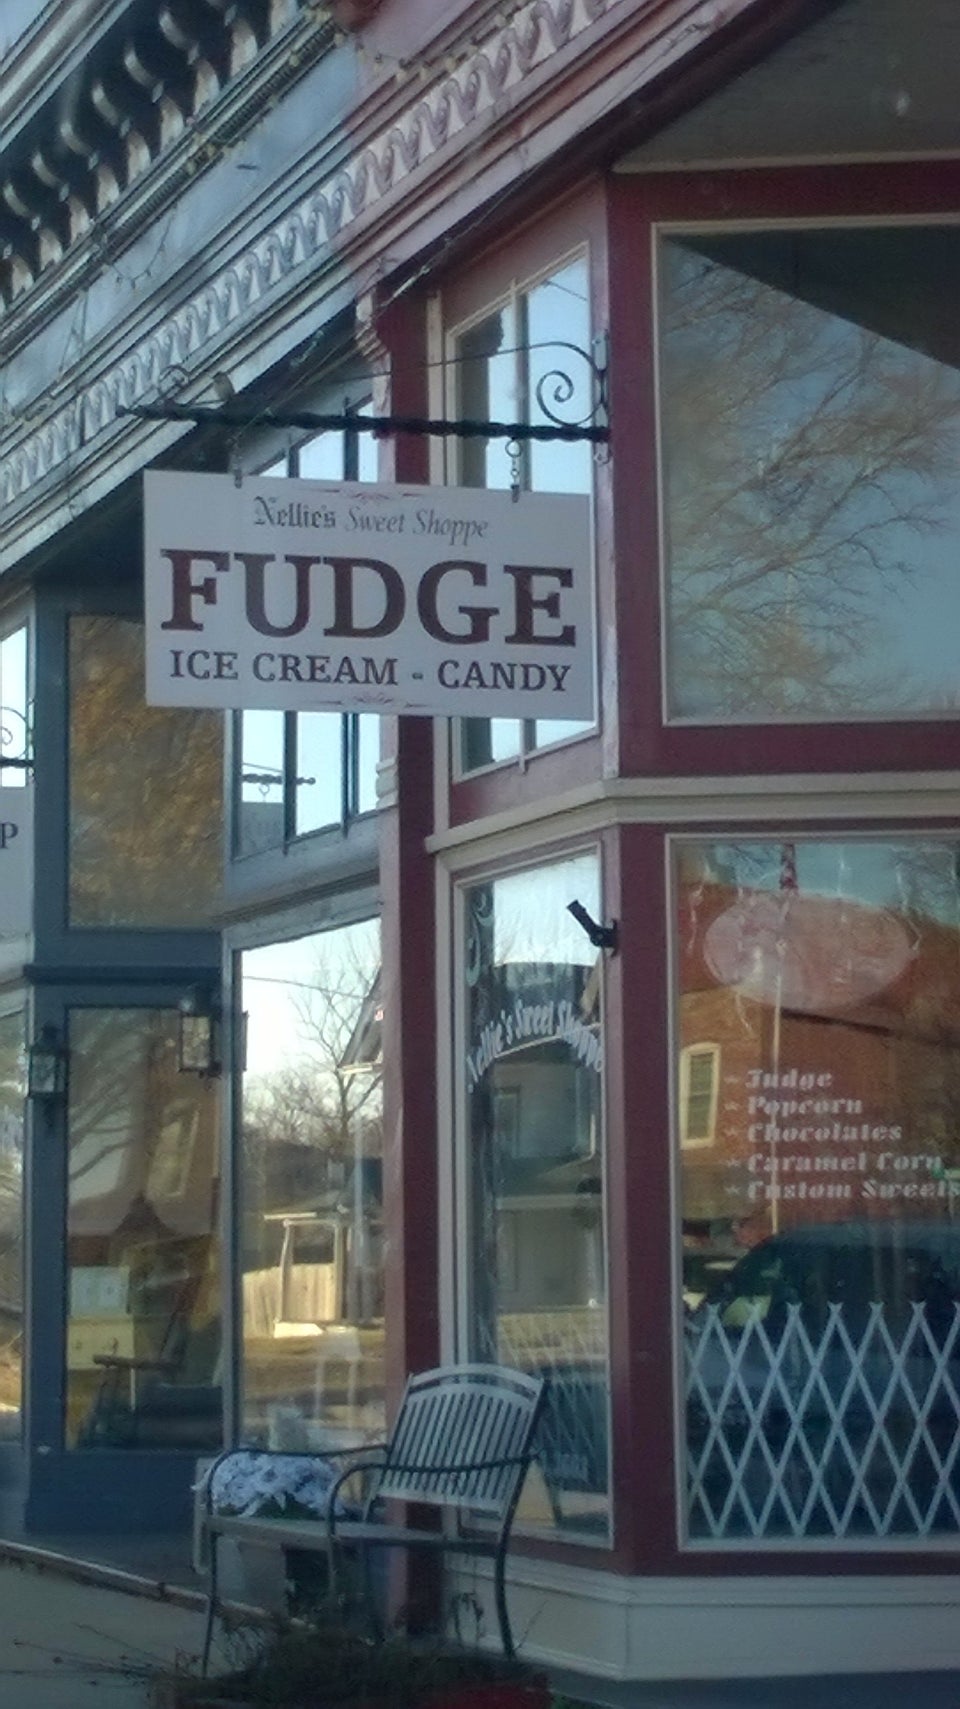 Nellie's Sweet Shoppe
FUDGE
ICE CREAM - CANDY
P
Nellie's Sweet Shoppe
~ Fudge
~ Popcorn
~ Chocolates
~ Caramel Corn
~ Custom Sweets